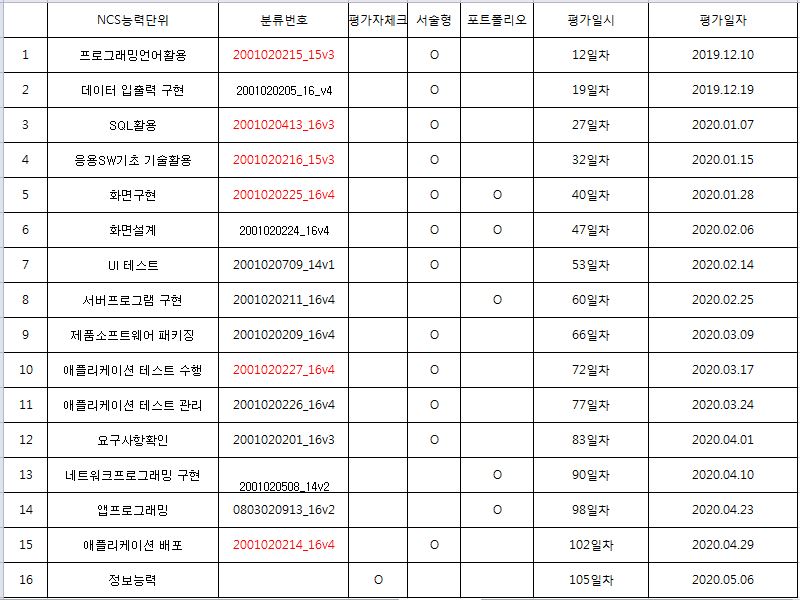 NCS능력단위 분류번호 평가자체크 서술형 포트폴리오 평가일시 평가일자
1 프로그래밍언어활용 2001020215_15v3 O 12일차 2019.12.10
2 데이터 입출력 구현 2001020205_16_v4 O 19일차 2019.12.19
3 SQL활용 2001020413_16v3 O 27일차 2020.01.07
4 응용SW기초 기술활용 2001020216_15v3 O 32일차 2020.01.15
5 화면구현 2001020225_16v4 O O 40일차 2020.01.28
6 화면설계 2001020224_16v4 O O 47일차 2020.02.06
7 UI 테스트 2001020709_14v1 O 53일차 2020.02.14
8 서버프로그램 구현 2001020211_16v4 O 60일차 2020.02.25
9 제품소프트웨어 패키징 2001020209_16v4 O 66일차 2020.03.09
10 애플리케이션 테스트 수행 2001020227_16v4 O 72일차 2020.03.17
11 애플리케이션 테스트 관리 2001020226_16v4 O 77일차 2020.03.24
12 요구사항확인 2001020201_16v3 O 83일차 2020.04.01
13 네트워크프로그래밍 구현 2001020508_14v2 O 90일차 2020.04.10
14 앱프로그래밍 0803020913_16v2 O 98일차 2020.04.23
15 애플리케이션 배포 2001020214_16v4 O 102일차 2020.04.29
16 정보능력 O 105일차 2020.05.06